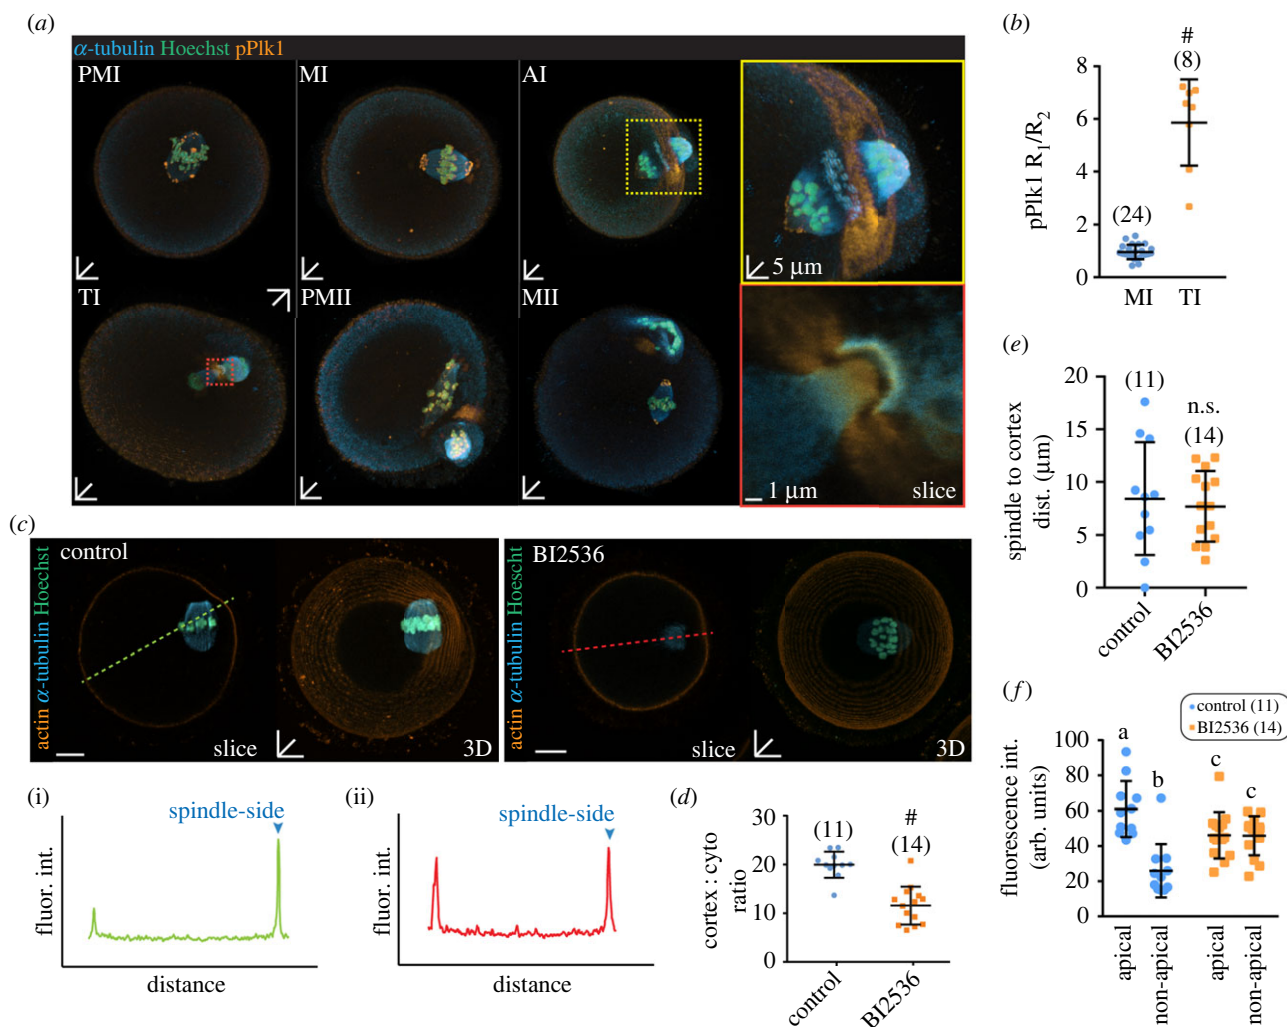 (a)
α-tubulin Hoechst pPlk1
PMI
MI
AI
5 μm
TI
PMII
MII
1 μm
slice
(b)
pPlk1 R1/R2
8
6
4
2
0
#
(8)
(24)
MI
TI
(c)
actin α-tubulin Hoechst
control
slice
3D
actin α-tubulin Hoescht
BI2536
slice
3D
(i)
spindle-side
fluor. int.
distance
(ii)
spindle-side
fluor. int.
distance
(d)
cortex : cyto
ratio
30
20
10
0
(11)
#
(14)
control
BI2536
(e)
spindle to cortex
dist. (μm)
20
15
10
5
0
(11)
n.s.
(14)
control
BI2536
(f)
control (11)
BI2536 (14)
fluorescence int.
(arb. units)
100
80
60
40
20
0
a
b
c
c
apical
non-apical
apical
non-apical